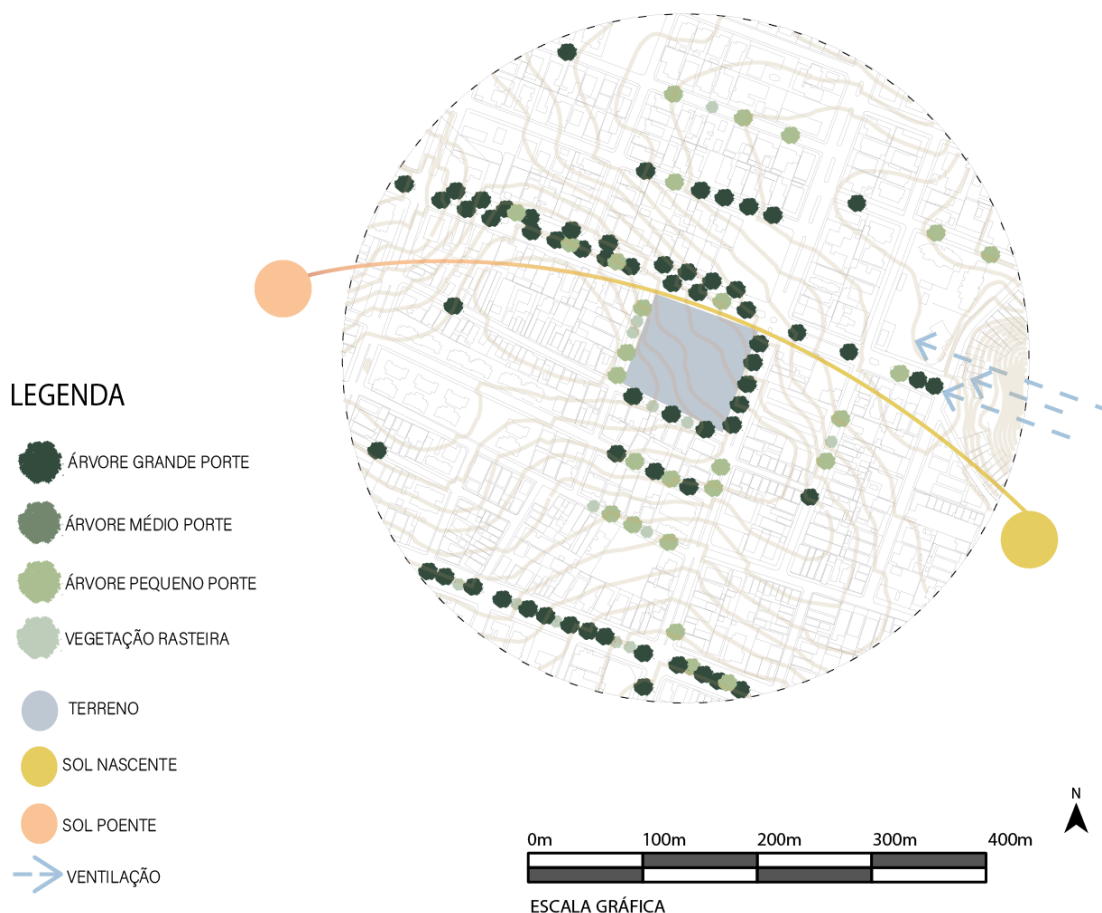 LEGENDA
ÁRVORE GRANDE PORTE
ÁRVORE MÉDIO PORTE
ÁRVORE PEQUENO PORTE
VEGETAÇÃO RASTEIRA
TERRENO
SOL NASCENTE
SOL POENTE
VENTILAÇÃO
N
0m 100m 200m 300m 400m
ESCALA GRÁFICA